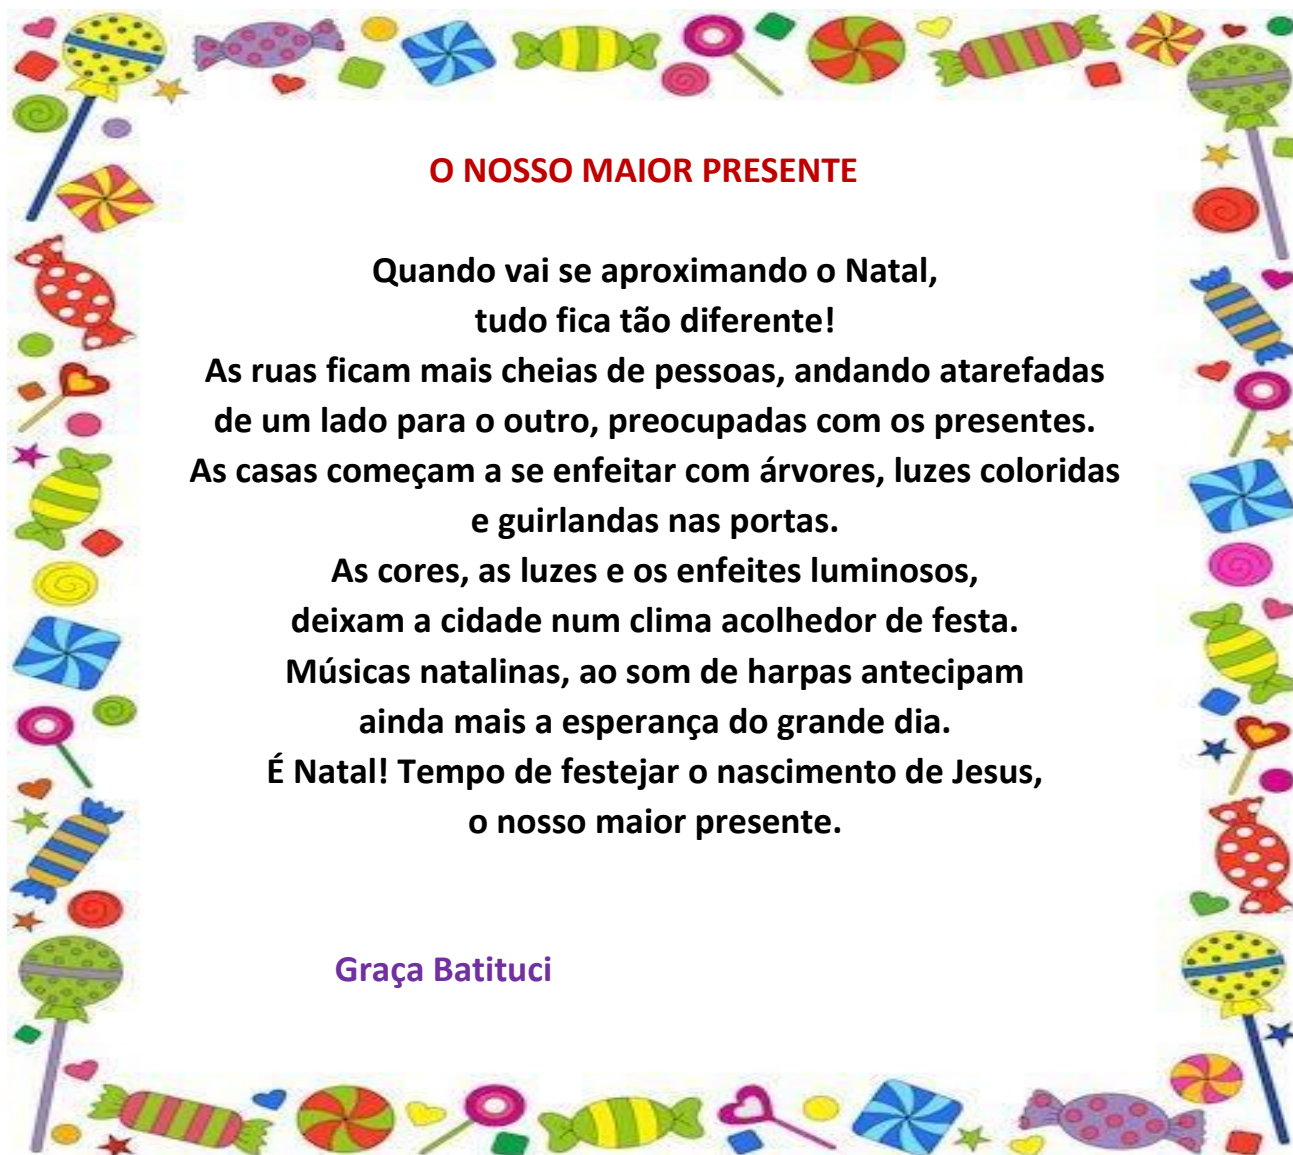 O NOSSO MAIOR PRESENTE
Quando vai se aproximando o Natal,
tudo fica tão diferente!
As ruas ficam mais cheias de pessoas, andando atarefadas
de um lado para o outro, preocupadas com os presentes.
As casas começam a se enfeitar com árvores, luzes coloridas
e guirlandas nas portas.
As cores, as luzes e os enfeites luminosos,
deixam a cidade num clima acolhedor de festa.
Músicas natalinas, ao som de harpas antecipam
ainda mais a esperança do grande dia.
É Natal! Tempo de festejar o nascimento de Jesus,
o nosso maior presente.
Graça Batituci